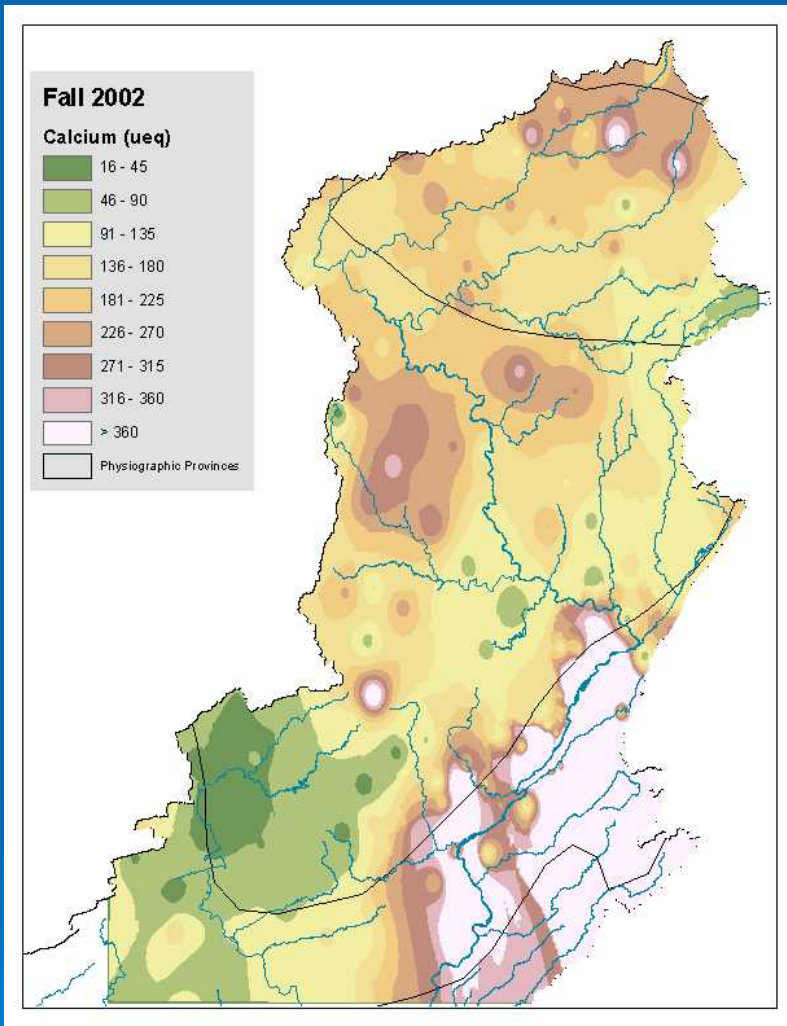 Fall 2002
Calcium (ueq)
16 - 45
46 - 90
91 - 135
136 - 180
181 - 225
226 - 270
271 - 315
316 - 360
> 360
Physiographic Provinces